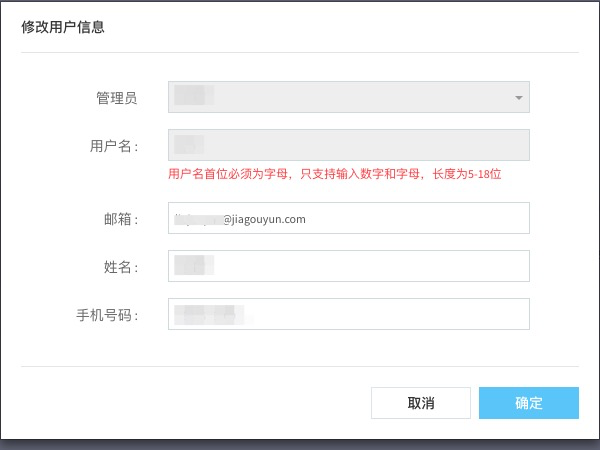 修改用户信息
管理员
用户名：
用户名首位必须为字母，只支持输入数字和字母，长度为5-18位
邮箱：
@jiagouyun.com
姓名：
手机号码：
取消 确定